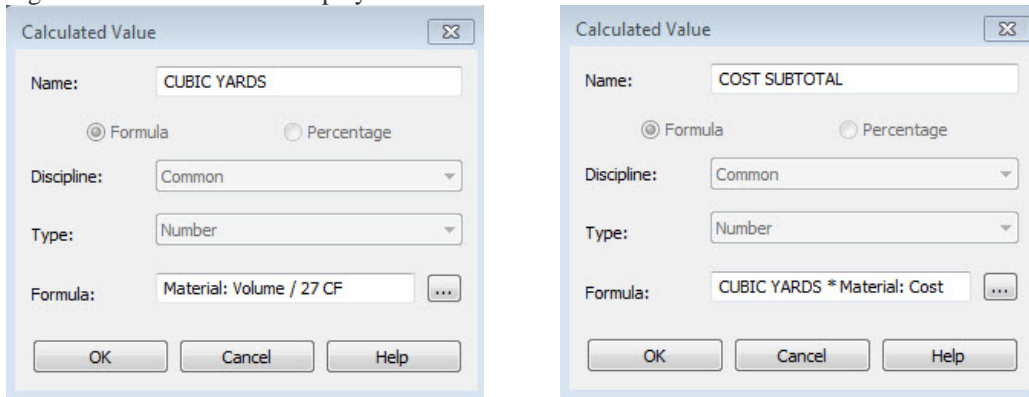 Calculated Value
Name: CUBIC YARDS
Formula Percentage
Discipline: Common
Type: Number
Formula: Material: Volume / 27 CF ...
OK Cancel Help
Calculated Value
Name: COST SUBTOTAL
Formula Percentage
Discipline: Common
Type: Number
Formula: CUBIC YARDS * Material: Cost ...
OK Cancel Help